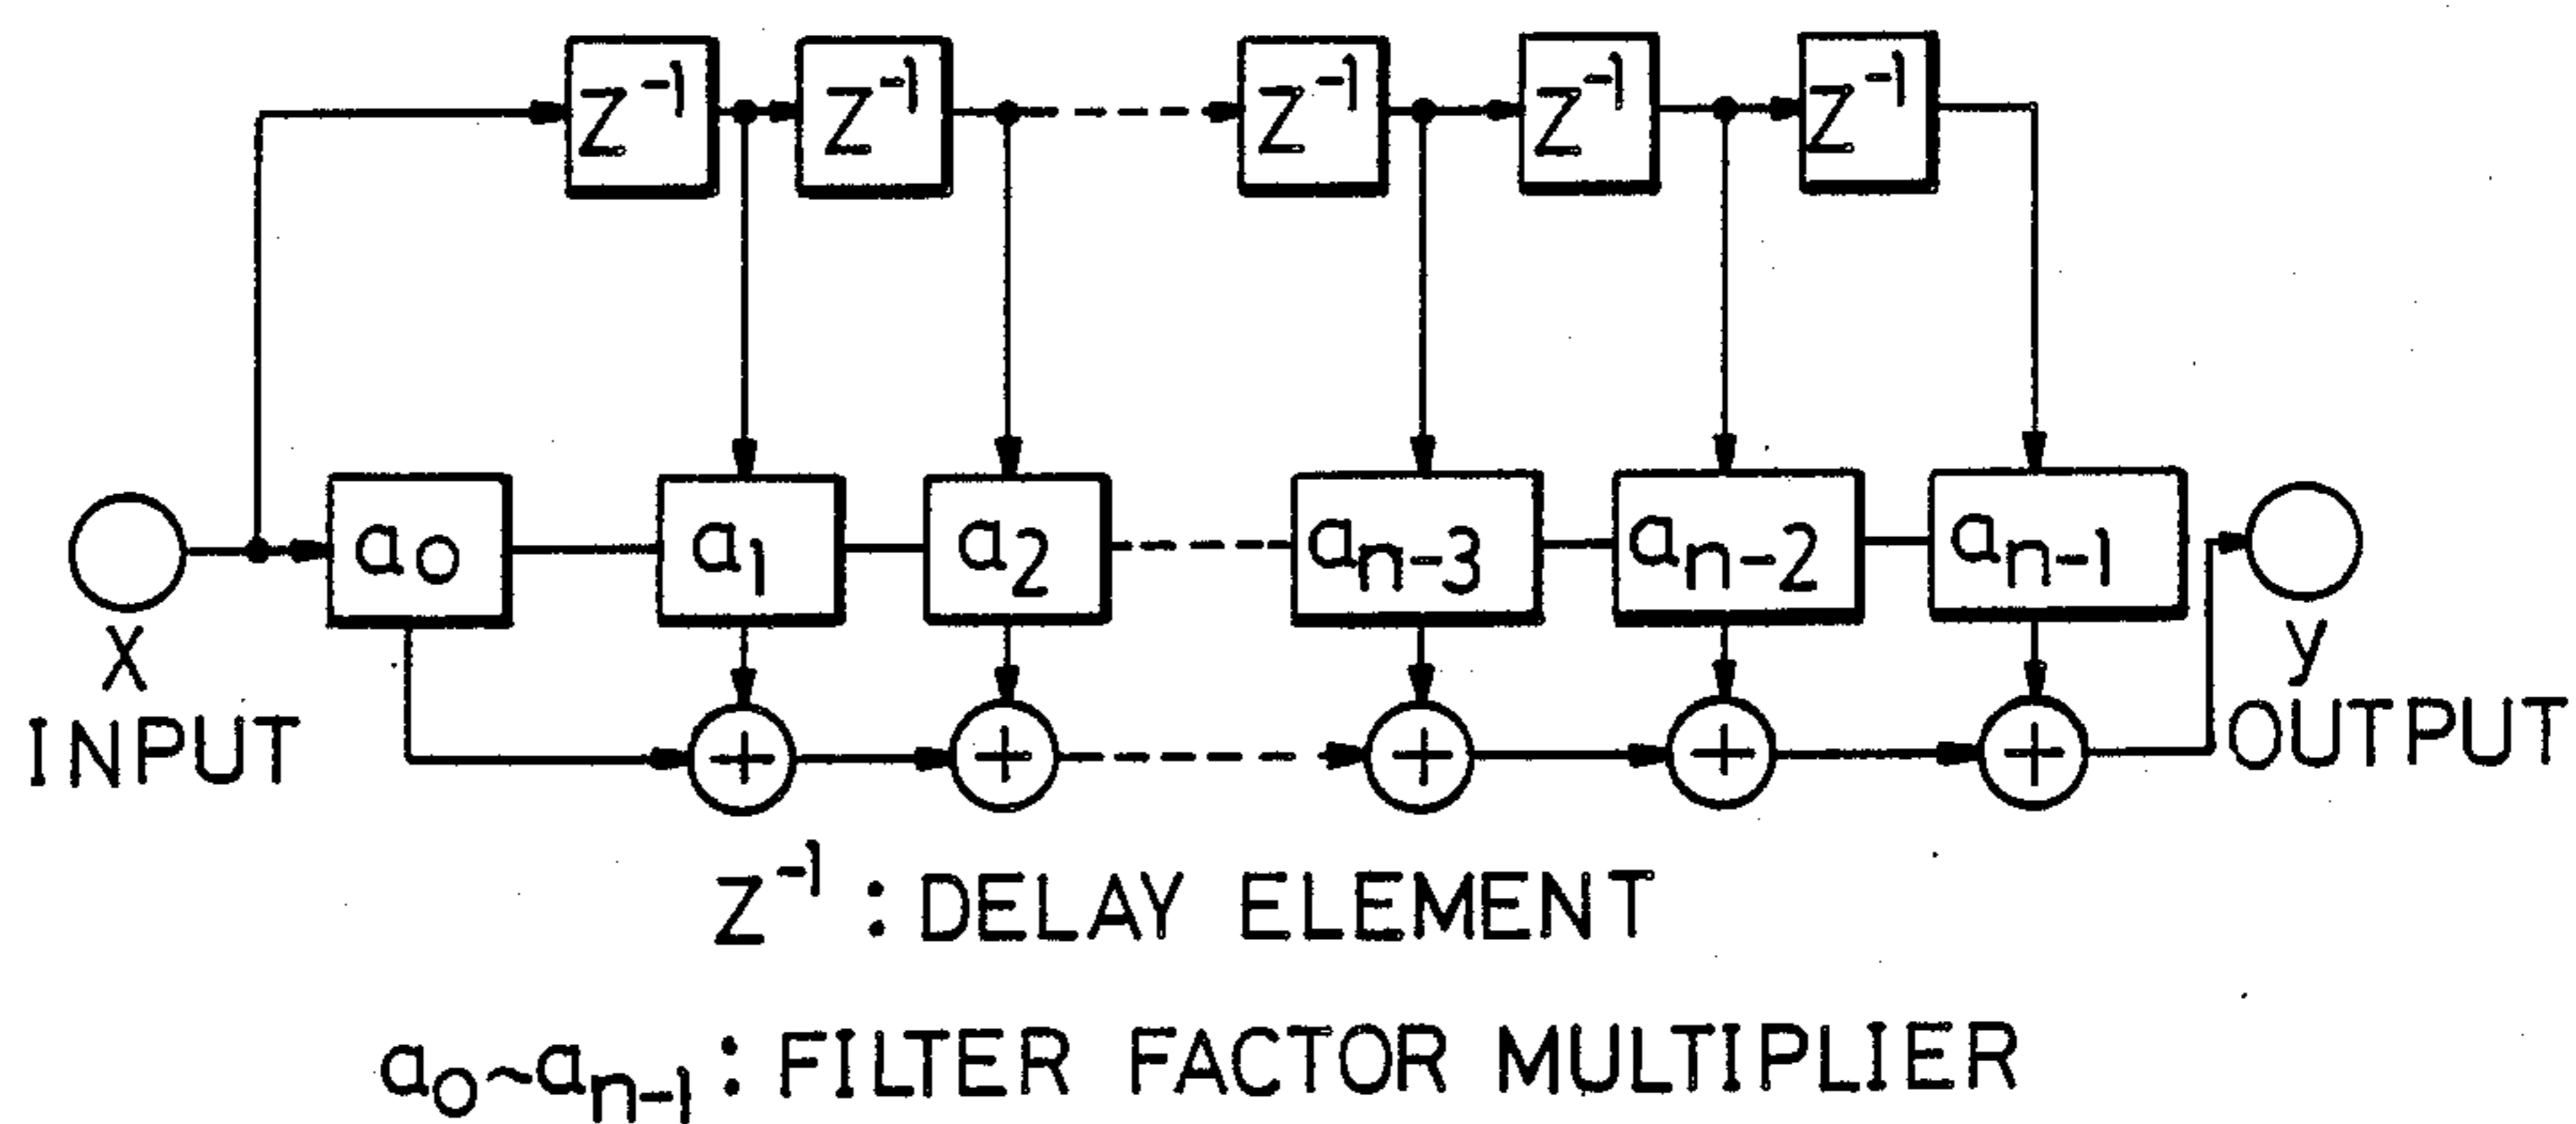 Z⁻¹ Z⁻¹ Z⁻¹ Z⁻¹ Z⁻¹
a₀ a₁ a₂ aₙ₋₃ aₙ₋₂ aₙ₋₁
X y
+ + + + +
INPUT OUTPUT
Z⁻¹ : DELAY ELEMENT
a₀~aₙ₋₁ : FILTER FACTOR MULTIPLIER